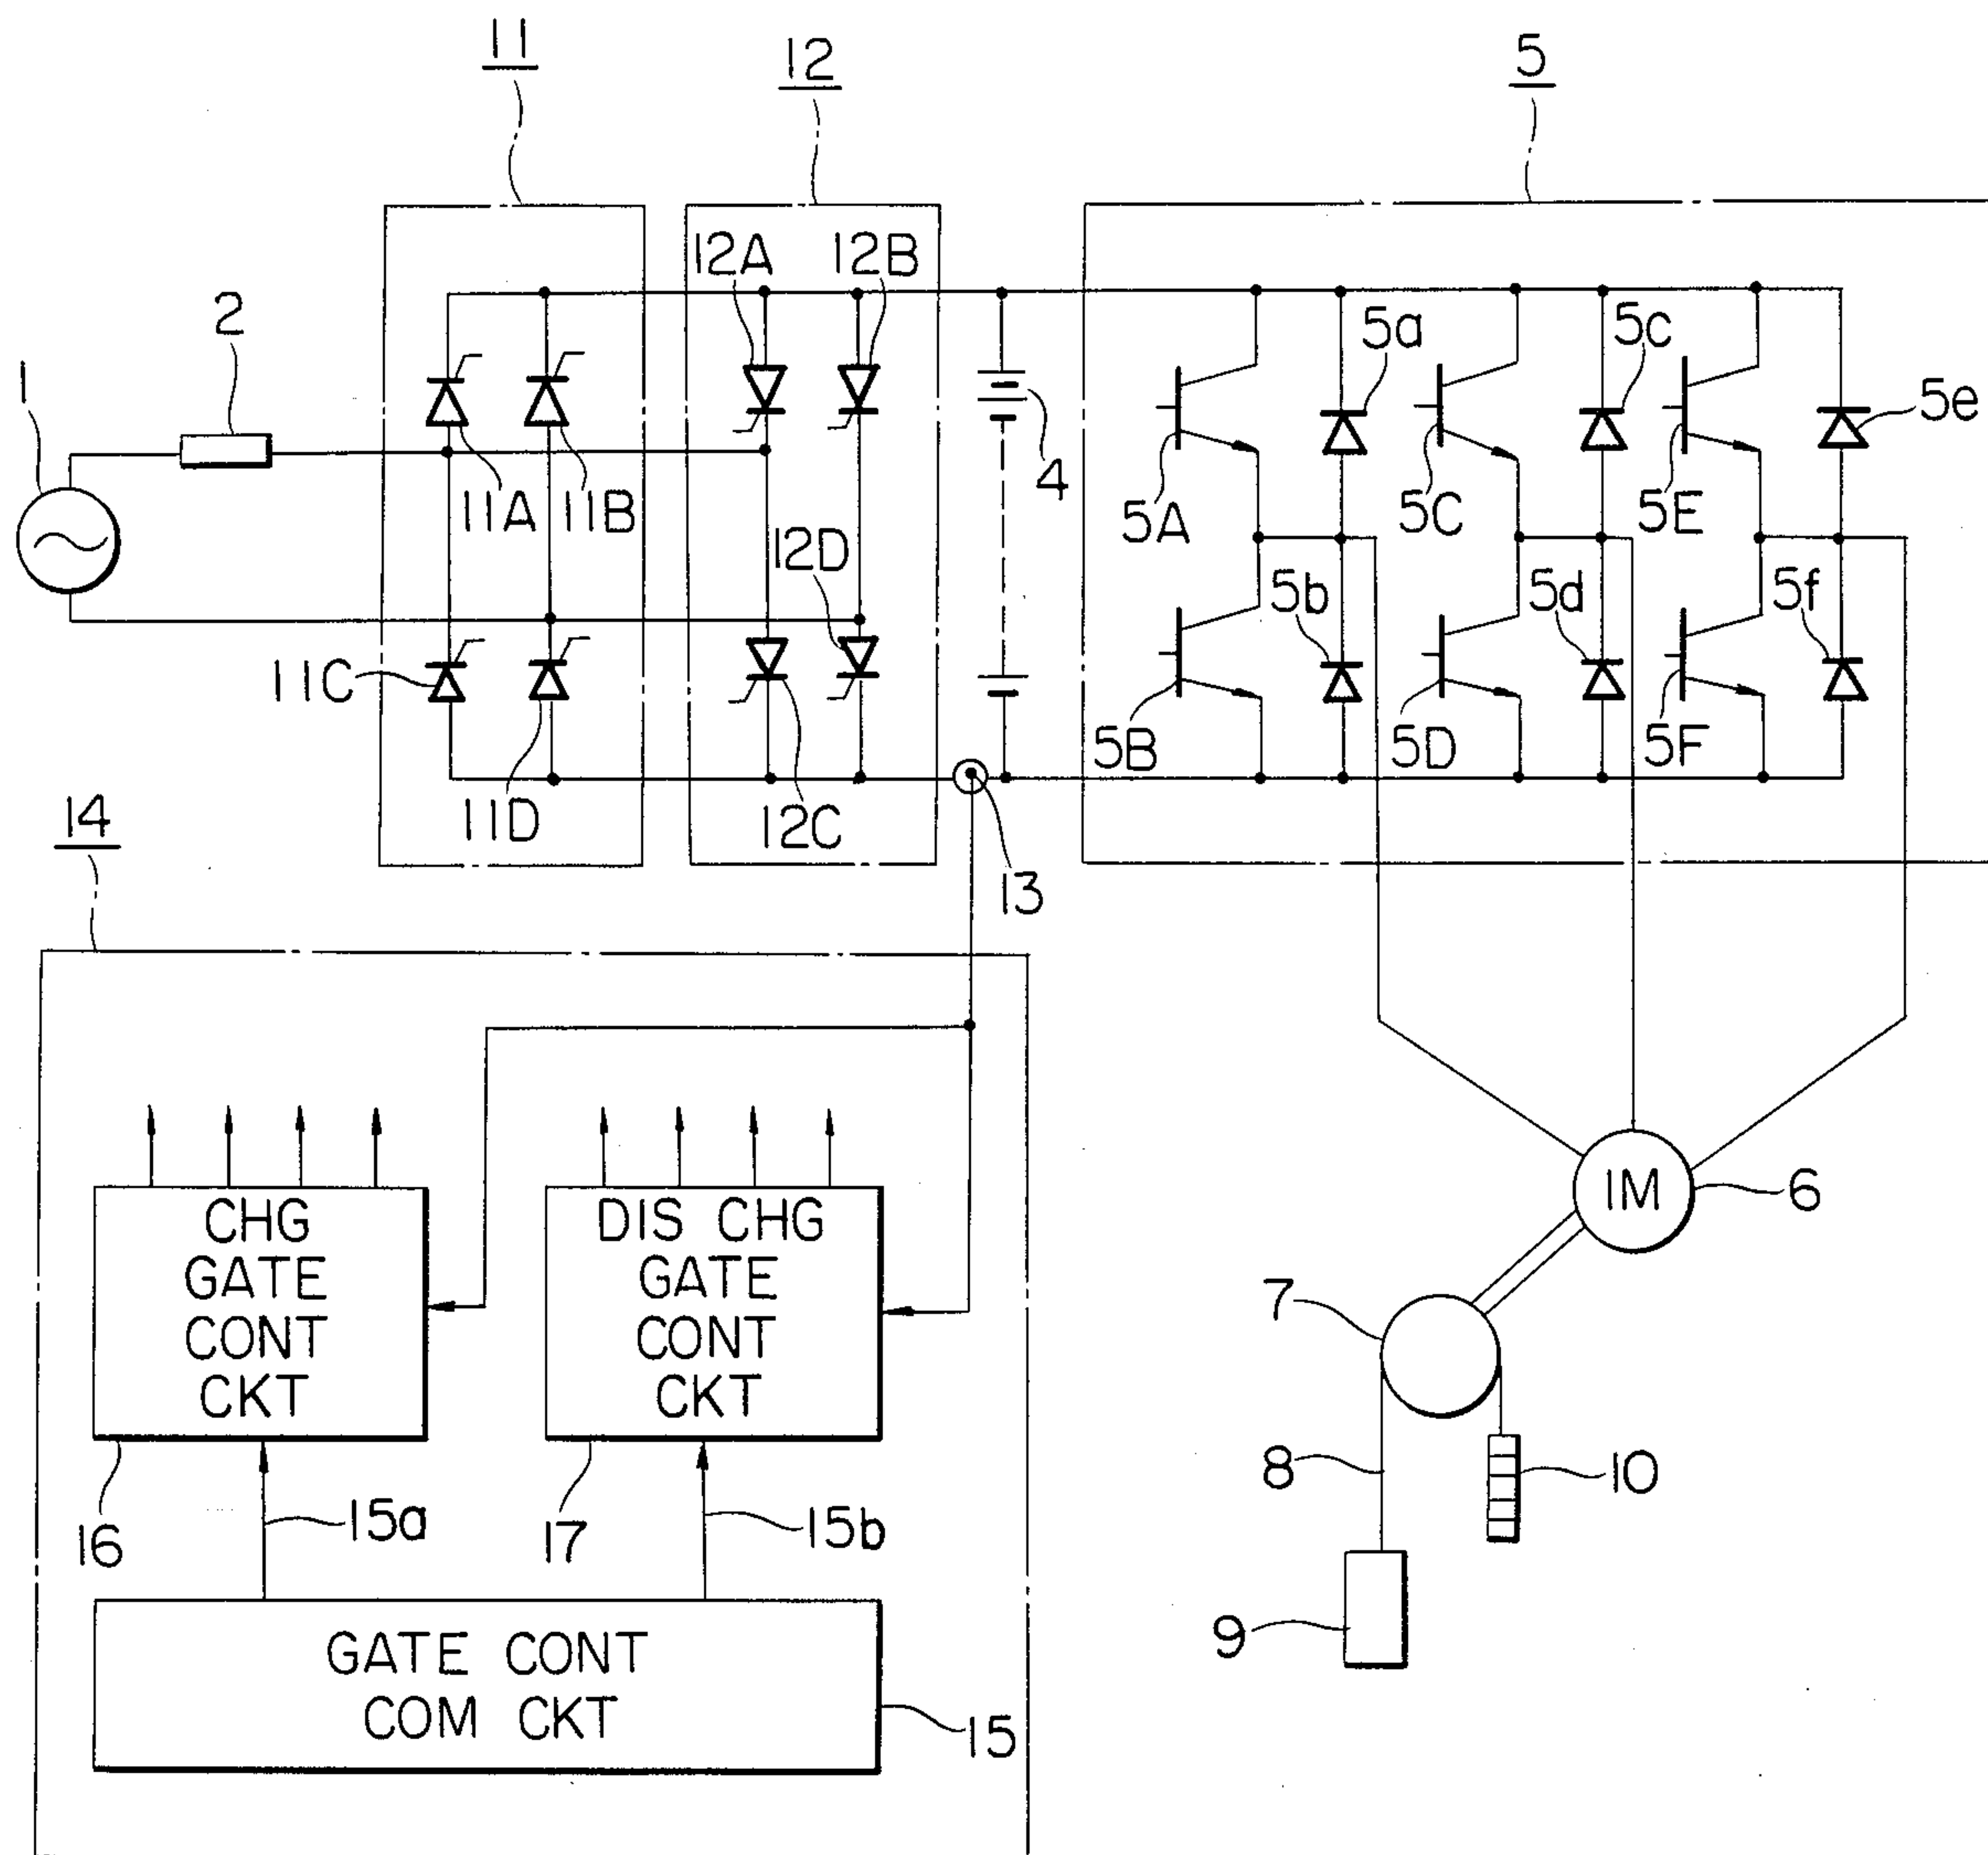 11
12
5
12A
12B
2
5a
5c
1
5e
4
11A
11B
5A
5C
5E
12D
5b
5d
5f
11C
5B
5D
5F
11D
12C
14
13
CHG
GATE
CONT
CKT
DIS CHG
GATE
CONT
CKT
IM
6
7
8
10
16
15a
17
15b
9
GATE CONT
COM CKT
15